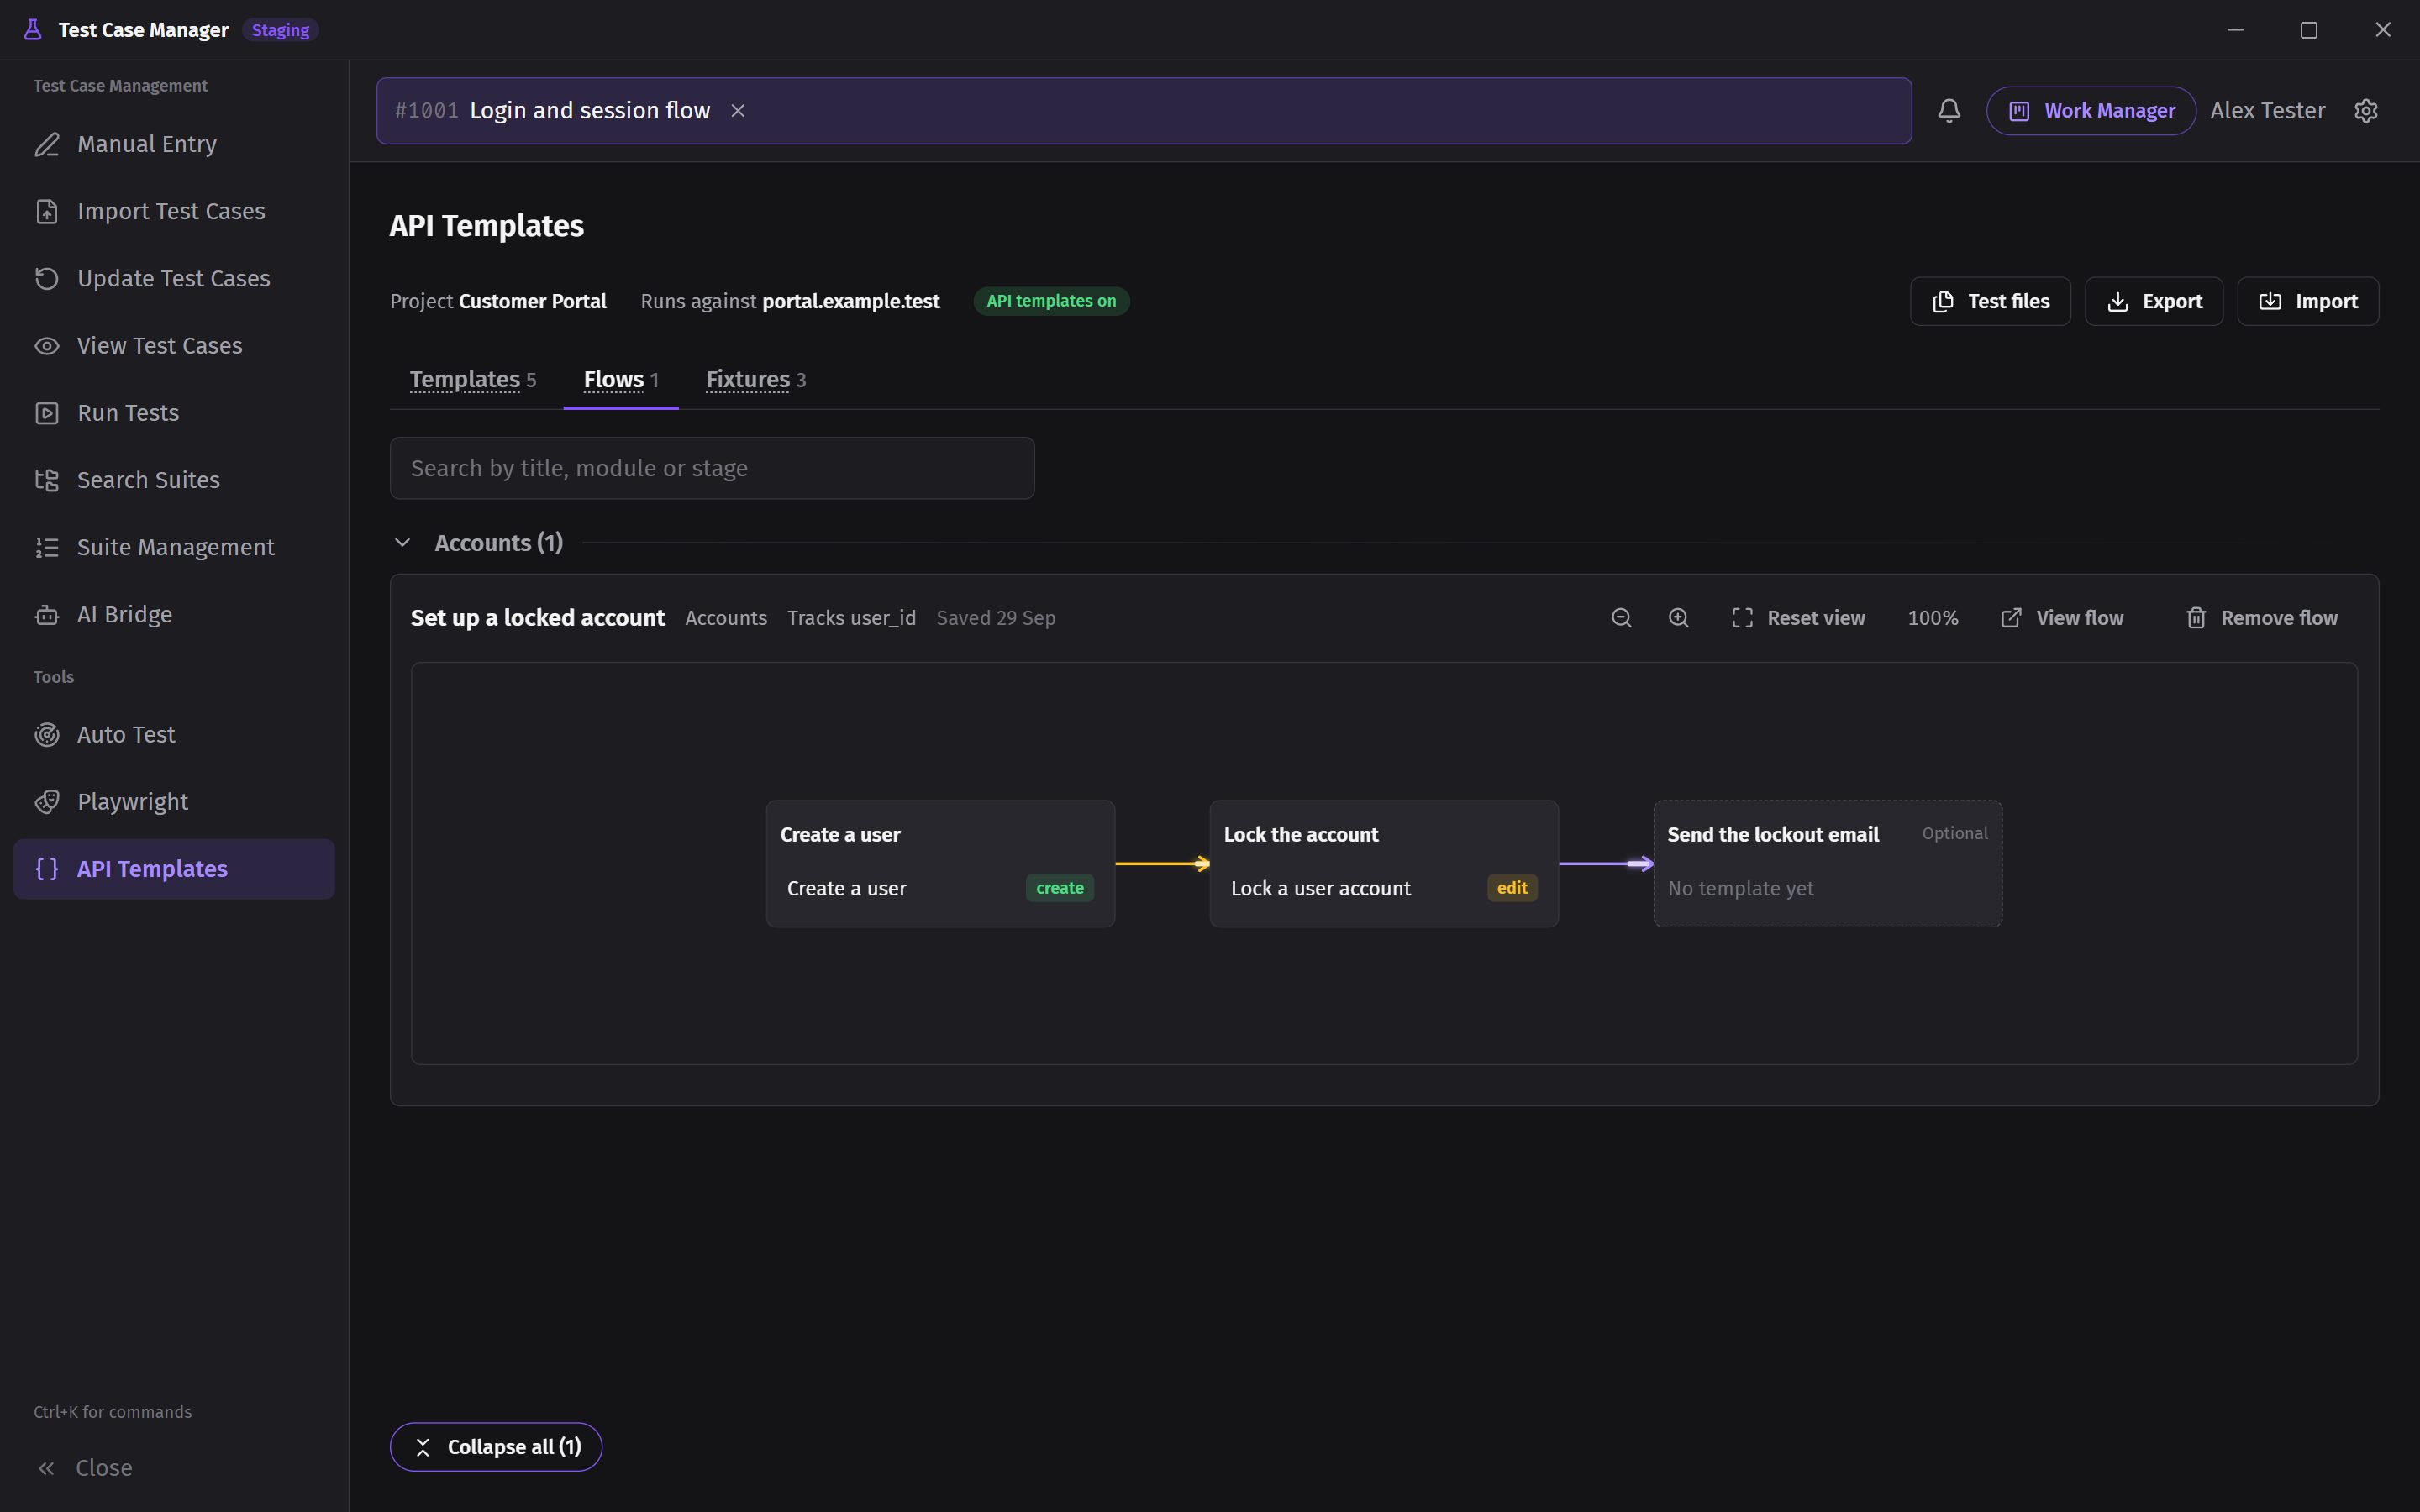 Test Case Manager Staging
Test Case Management
Manual Entry
Import Test Cases
Update Test Cases
View Test Cases
Run Tests
Search Suites
Suite Management
AI Bridge
Tools
Auto Test
Playwright
API Templates
Ctrl+K for commands
Close
#1001 Login and session flow
Work Manager
Alex Tester
API Templates
Project Customer Portal Runs against portal.example.test API templates on
Test files
Export
Import
Templates 5 Flows 1 Fixtures 3
Search by title, module or stage
Accounts (1)
Set up a locked account Accounts Tracks user_id Saved 29 Sep
Reset view 100% View flow Remove flow
Create a user
Create a user create
Lock the account
Lock a user account edit
Send the lockout email Optional
No template yet
Collapse all (1)